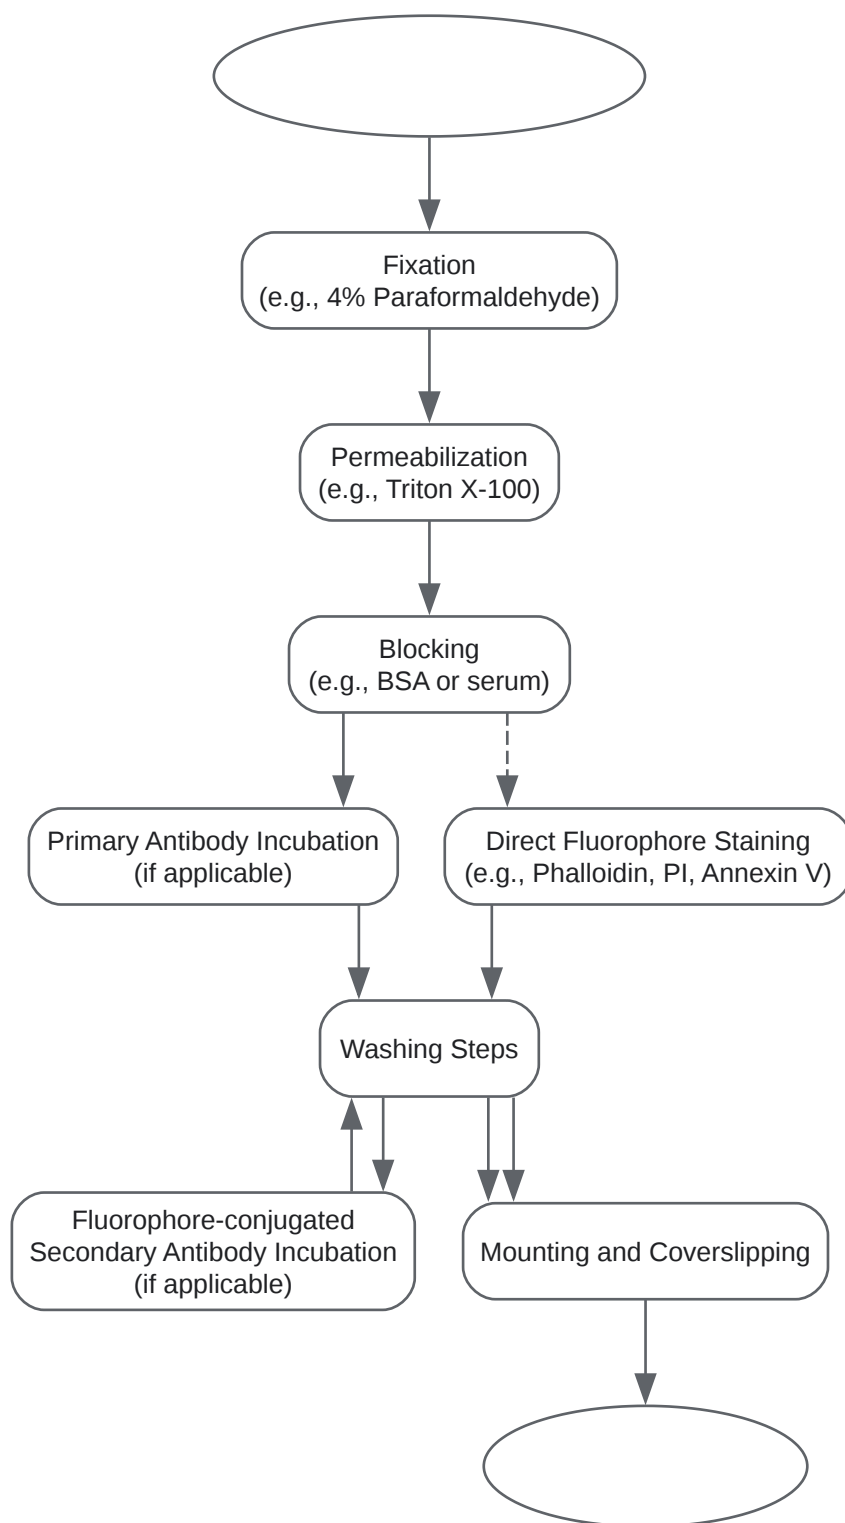 Fixation
(e.g., 4% Paraformaldehyde)
Permeabilization
(e.g., Triton X-100)
Blocking
(e.g., BSA or serum)
Primary Antibody Incubation
(if applicable)
Direct Fluorophore Staining
(e.g., Phalloidin, PI, Annexin V)
Washing Steps
Fluorophore-conjugated
Secondary Antibody Incubation
(if applicable)
Mounting and Coverslipping